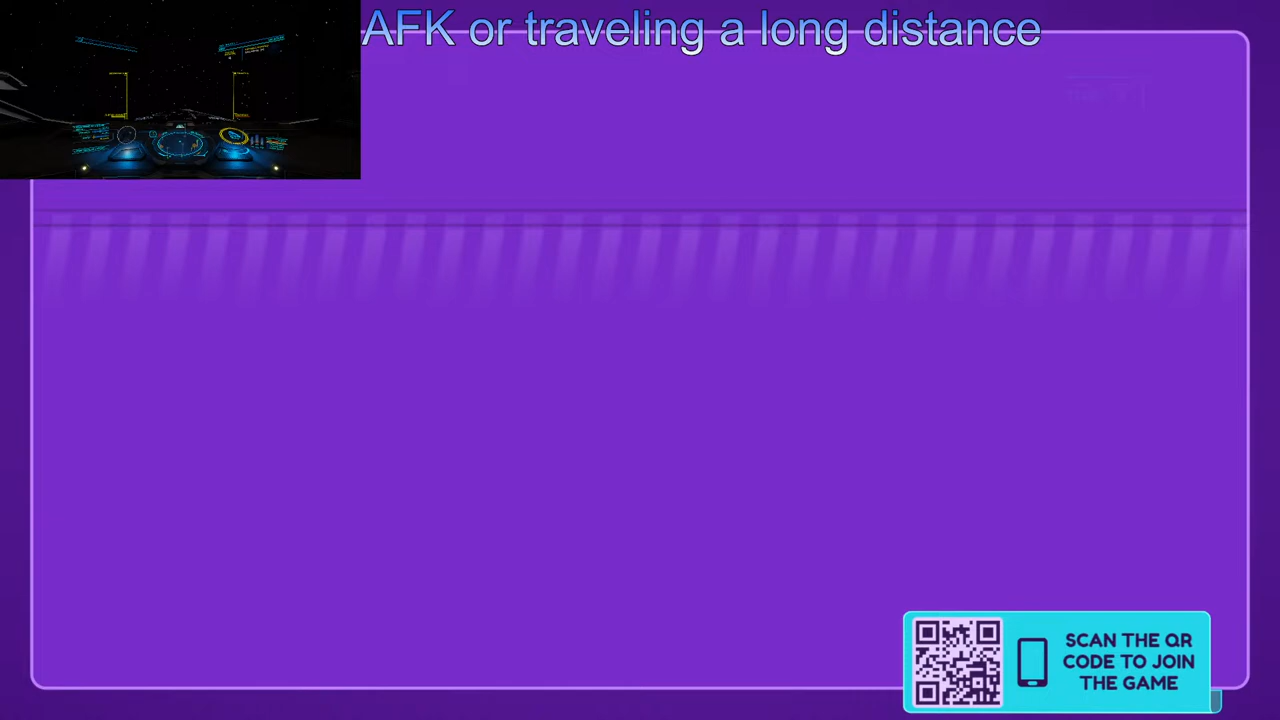 AFK or traveling a long distance
SCAN THE QR
CODE TO JOIN
THE GAME